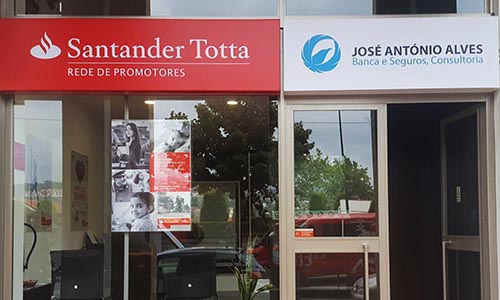 Santander Totta
REDE DE PROMOTORES
JOSÉ ANTÓNIO ALVES
Banca e Seguros, Consultoria